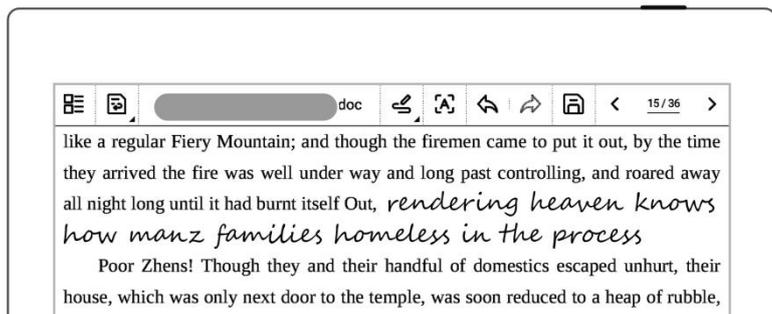 doc 15/36
like a regular Fiery Mountain; and though the firemen came to put it out, by the time
they arrived the fire was well under way and long past controlling, and roared away
all night long until it had burnt itself Out, rendering heaven knows
how manz families homeless in the process
Poor Zhens! Though they and their handful of domestics escaped unhurt, their
house, which was only next door to the temple, was soon reduced to a heap of rubble,